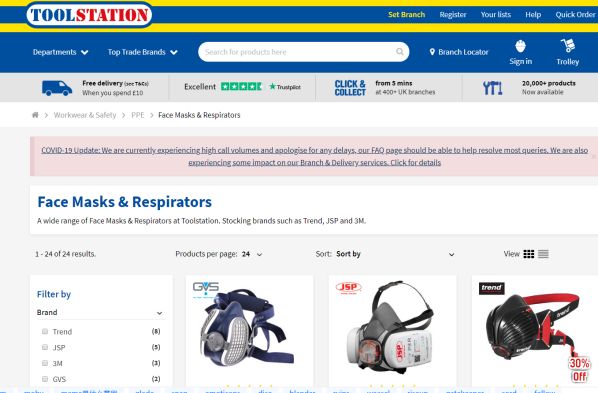 TOOLSTATION
Set Branch Register Your lists Help Quick Order
Departments Top Trade Brands Search for products here Branch Locator Sign in Trolley
Free delivery (see T&Cs)
When you spend £10
Excellent Trustpilot
CLICK & COLLECT
from 5 mins
at 400+ UK branches
20,000+ products
Now available
Workwear & Safety PPE Face Masks & Respirators
COVID-19 Update: We are currently experiencing high call volumes and apologise for any delays, our FAQ page should be able to help resolve most queries. We are also
experiencing some impact on our Branch & Delivery services. Click for details
Face Masks & Respirators
A wide range of Face Masks & Respirators at Toolstation. Stocking brands such as Trend, JSP and 3M.
1 - 24 of 24 results. Products per page: 24 Sort: Sort by View
Filter by
Brand
Trend (8)
JSP (5)
3M (3)
GVS (2)
GVS
JSP
trend
30%
Off